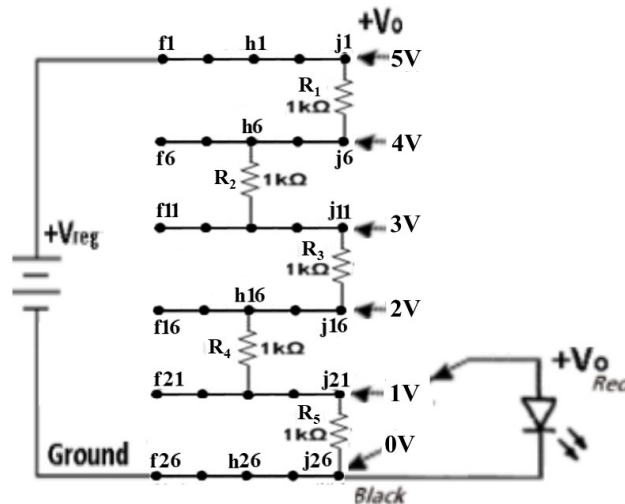 +Vo
f1 h1 j1 5V
R1
1kΩ
h6 4V
f6 j6
R2 1kΩ
f11 j11 3V
+Vreg
R3
1kΩ
h16 2V
f16 j16
R4 1kΩ
f21 j21 1V
+Vo
Red
R5
1kΩ
0V
Ground
f26 h26 j26
Black